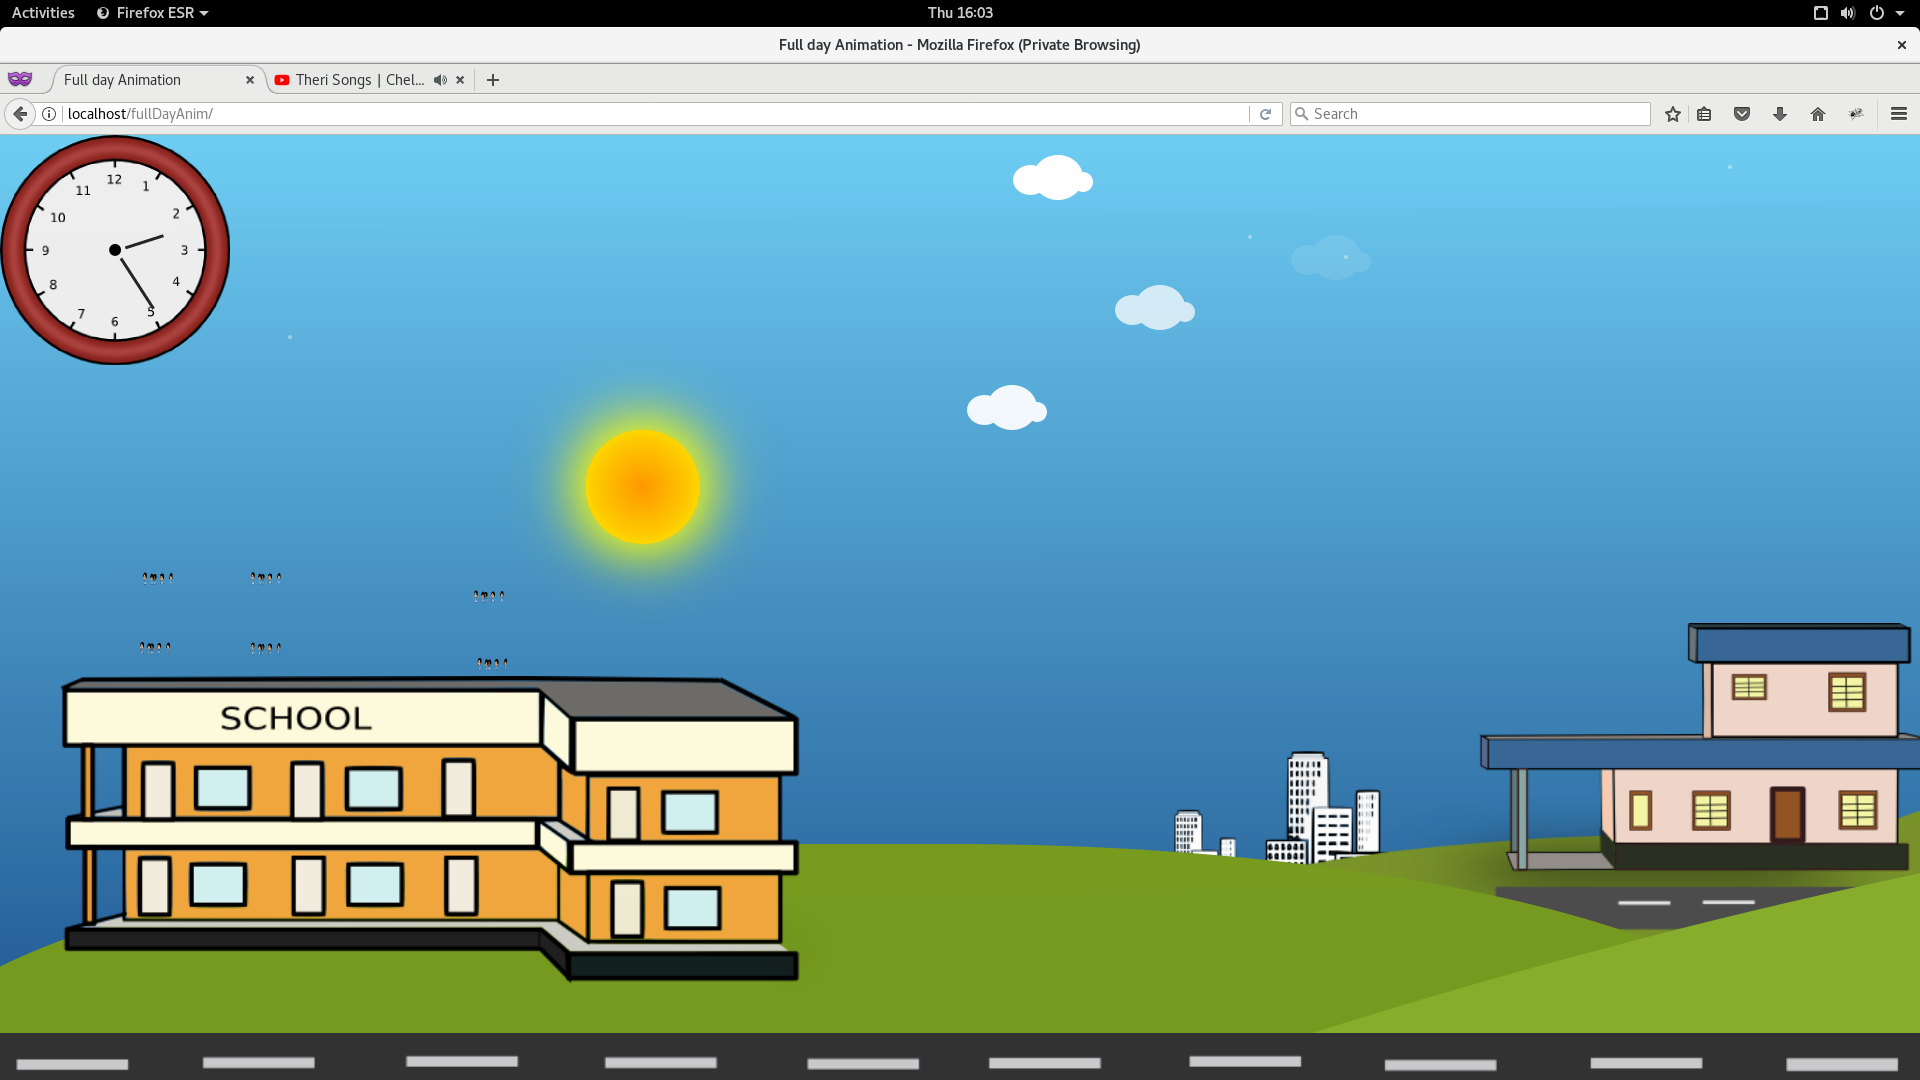 Activities Firefox ESR Thu 16:03
Full day Animation - Mozilla Firefox (Private Browsing)
Full day Animation Theri Songs | Chel...
localhost/fullDayAnim/ Search
12
11 1
10 2
9 3
8 4
7 5
6
SCHOOL